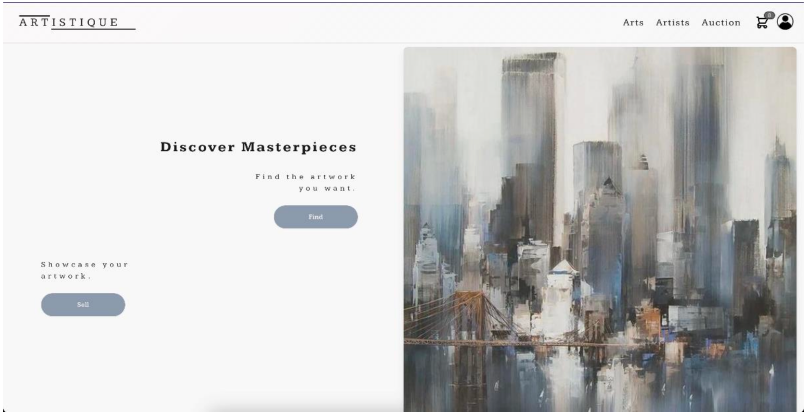 ARTISTIQUE
Arts Artists Auction
Discover Masterpieces
Find the artwork
you want.
Find
Showcase your
artwork.
Sell